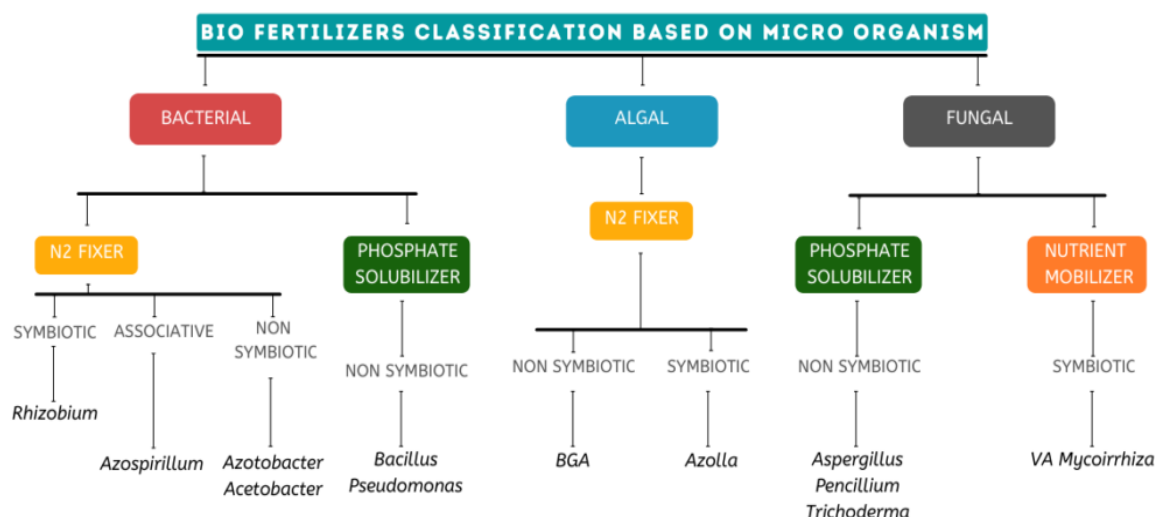 BIO FERTILIZERS CLASSIFICATION BASED ON MICRO ORGANISM
BACTERIAL
ALGAL
FUNGAL
N2 FIXER
PHOSPHATE
SOLUBILIZER
N2 FIXER
PHOSPHATE
SOLUBILIZER
NUTRIENT
MOBILIZER
SYMBIOTIC
ASSOCIATIVE
NON
SYMBIOTIC
NON SYMBIOTIC
NON SYMBIOTIC
SYMBIOTIC
NON SYMBIOTIC
SYMBIOTIC
Rhizobium
Azospirillum
Azotobacter
Acetobacter
Bacillus
Pseudomonas
BGA
Azolla
Aspergillus
Pencillium
Trichoderma
VA Mycoirrhiza